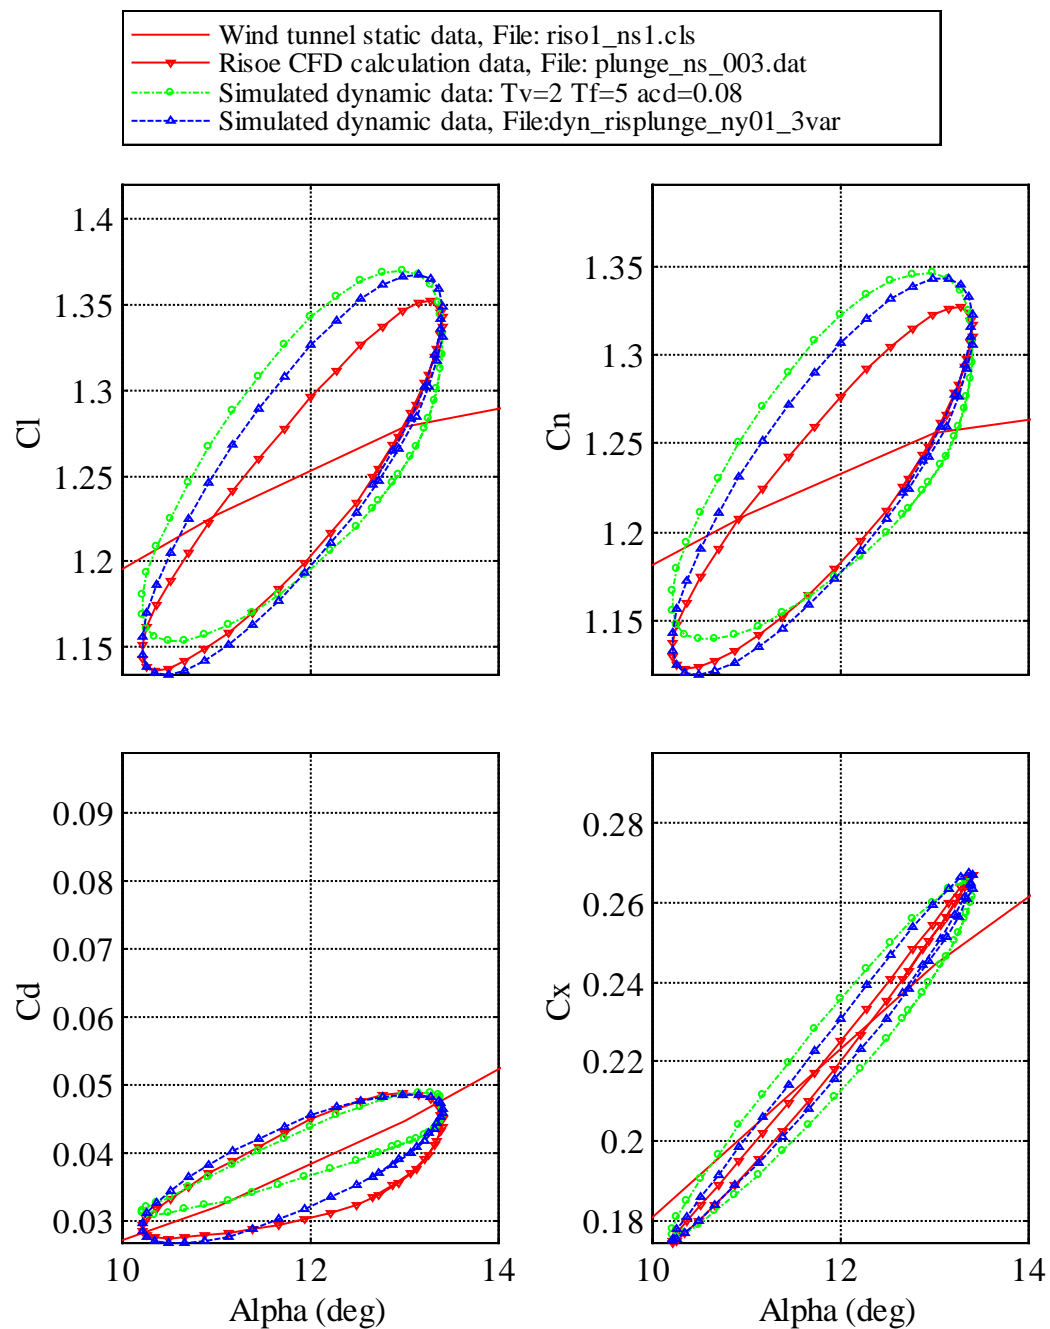 Wind tunnel static data, File: riso1_ns1.cls
Risoe CFD calculation data, File: plunge_ns_003.dat
Simulated dynamic data: Tv=2 Tf=5 acd=0.08
Simulated dynamic data, File:dyn_risplunge_ny01_3var
1.4
1.35
1.3
1.25
1.2
1.15
Cl
1.35
1.3
1.25
1.2
1.15
Cn
0.09
0.08
0.07
0.06
0.05
0.04
0.03
Cd
10 12 14
Alpha (deg)
0.28
0.26
0.24
0.22
0.2
0.18
Cx
10 12 14
Alpha (deg)